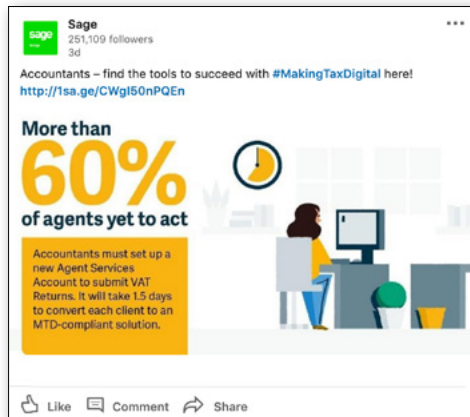 sage
Sage
251,109 followers
3d
Accountants – find the tools to succeed with #MakingTaxDigital here!
http://1sa.ge/CWgI50nPQEn
More than
60%
of agents yet to act
Accountants must set up a
new Agent Services
Account to submit VAT
Returns. It will take 1.5 days
to convert each client to an
MTD-compliant solution.
Like Comment Share